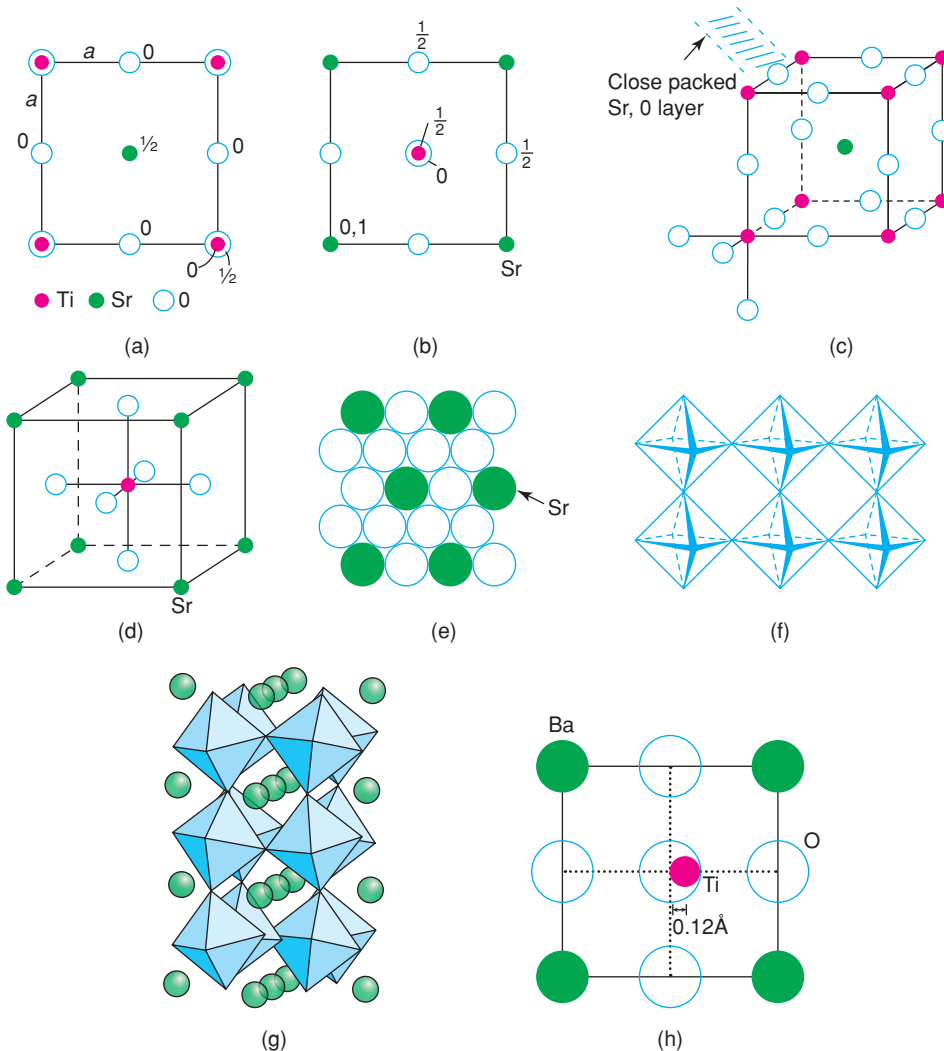 a
0
a
0
½
0
0
0
½
Ti
Sr
0
(a)
1/2
1/2
0
1/2
0,1
Sr
(b)
Close packed
Sr, 0 layer
(c)
Sr
(d)
Sr
(e)
(f)
(g)
Ba
O
Ti
0.12Å
(h)